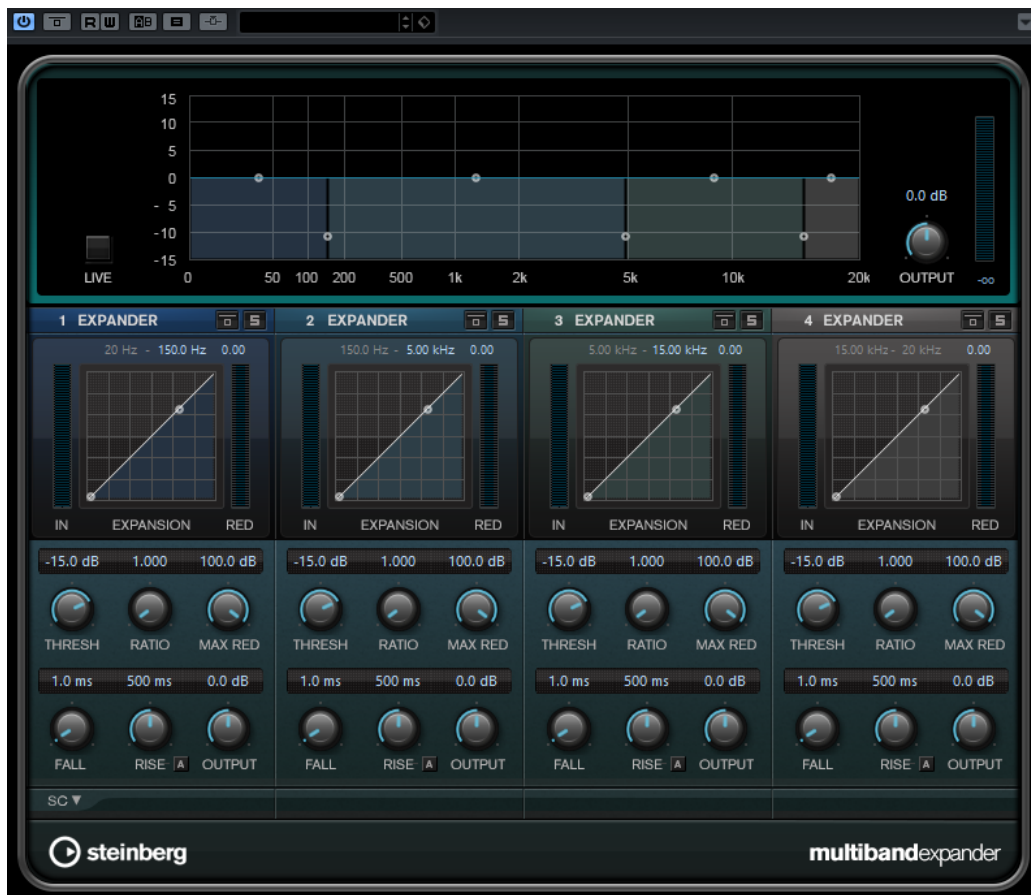 R W AB
15
10
5
0
- 5
-10
-15
0 50 100 200 500 1k 2k 5k 10k 20k
LIVE
0.0 dB
OUTPUT
-∞
1 EXPANDER S 2 EXPANDER S 3 EXPANDER S 4 EXPANDER S
20 Hz - 150.0 Hz 0.00 150.0 Hz - 5.00 kHz 0.00 5.00 kHz - 15.00 kHz 0.00 15.00 kHz - 20 kHz 0.00
IN EXPANSION RED IN EXPANSION RED IN EXPANSION RED IN EXPANSION RED
-15.0 dB 1.000 100.0 dB -15.0 dB 1.000 100.0 dB -15.0 dB 1.000 100.0 dB -15.0 dB 1.000 100.0 dB
THRESH RATIO MAX RED THRESH RATIO MAX RED THRESH RATIO MAX RED THRESH RATIO MAX RED
1.0 ms 500 ms 0.0 dB 1.0 ms 500 ms 0.0 dB 1.0 ms 500 ms 0.0 dB 1.0 ms 500 ms 0.0 dB
FALL RISE A OUTPUT FALL RISE A OUTPUT FALL RISE A OUTPUT FALL RISE A OUTPUT
SC
steinberg multibandexpander